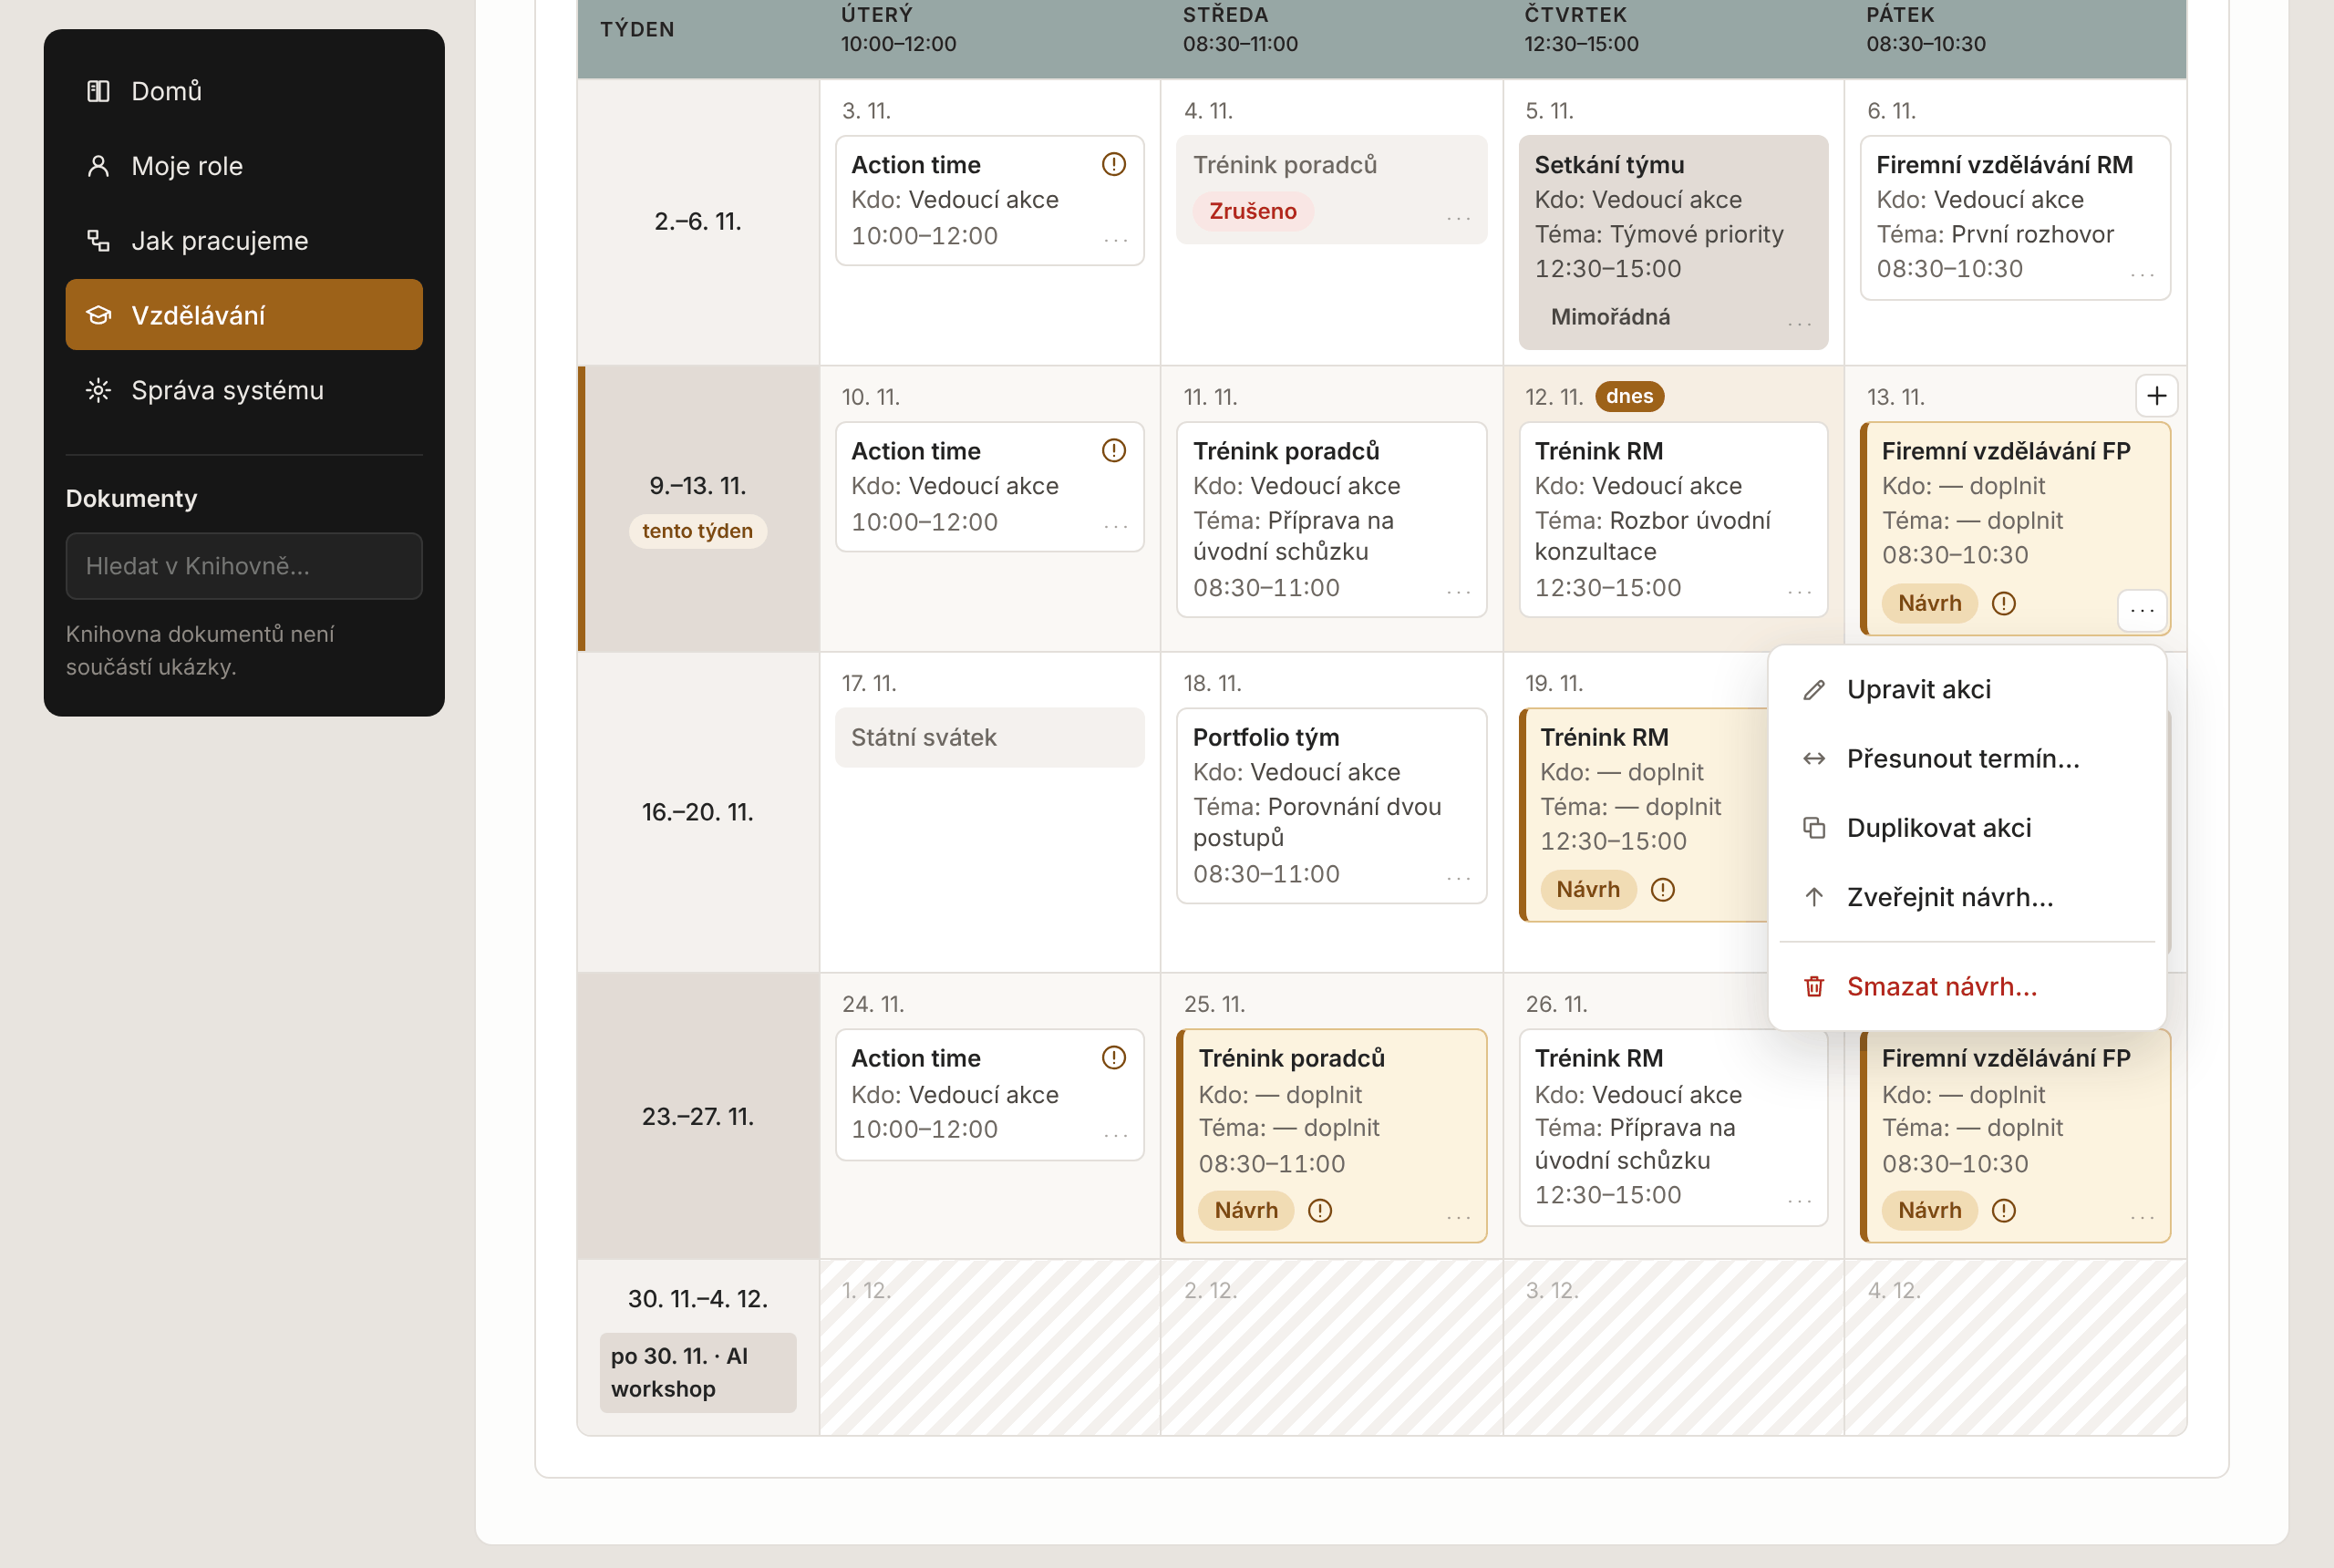 Domů
Moje role
Jak pracujeme
Vzdělávání
Správa systému
Dokumenty
Hledat v Knihovně...
Knihovna dokumentů není
součástí ukázky.
TÝDEN
ÚTERÝ
10:00–12:00
STŘEDA
08:30–11:00
ČTVRTEK
12:30–15:00
PÁTEK
08:30–10:30
2.–6. 11.
3. 11.
Action time
Kdo: Vedoucí akce
10:00–12:00
...
4. 11.
Trénink poradců
Zrušeno
...
5. 11.
Setkání týmu
Kdo: Vedoucí akce
Téma: Týmové priority
12:30–15:00
Mimořádná
...
6. 11.
Firemní vzdělávání RM
Kdo: Vedoucí akce
Téma: První rozhovor
08:30–10:30
...
9.–13. 11.
tento týden
10. 11.
Action time
Kdo: Vedoucí akce
10:00–12:00
...
11. 11.
Trénink poradců
Kdo: Vedoucí akce
Téma: Příprava na
úvodní schůzku
08:30–11:00
...
12. 11. dnes
Trénink RM
Kdo: Vedoucí akce
Téma: Rozbor úvodní
konzultace
12:30–15:00
...
13. 11.
+
Firemní vzdělávání FP
Kdo: — doplnit
Téma: — doplnit
08:30–10:30
Návrh
...
Upravit akci
Přesunout termín...
Duplikovat akci
Zveřejnit návrh...
Smazat návrh...
16.–20. 11.
17. 11.
Státní svátek
18. 11.
Portfolio tým
Kdo: Vedoucí akce
Téma: Porovnání dvou
postupů
08:30–11:00
...
19. 11.
Trénink RM
Kdo: — doplnit
Téma: — doplnit
12:30–15:00
Návrh
23.–27. 11.
24. 11.
Action time
Kdo: Vedoucí akce
10:00–12:00
...
25. 11.
Trénink poradců
Kdo: — doplnit
Téma: — doplnit
08:30–11:00
Návrh
...
26. 11.
Trénink RM
Kdo: Vedoucí akce
Téma: Příprava na
úvodní schůzku
12:30–15:00
...
Firemní vzdělávání FP
Kdo: — doplnit
Téma: — doplnit
08:30–10:30
Návrh
...
30. 11.–4. 12.
po 30. 11. · AI
workshop
1. 12.
2. 12.
3. 12.
4. 12.